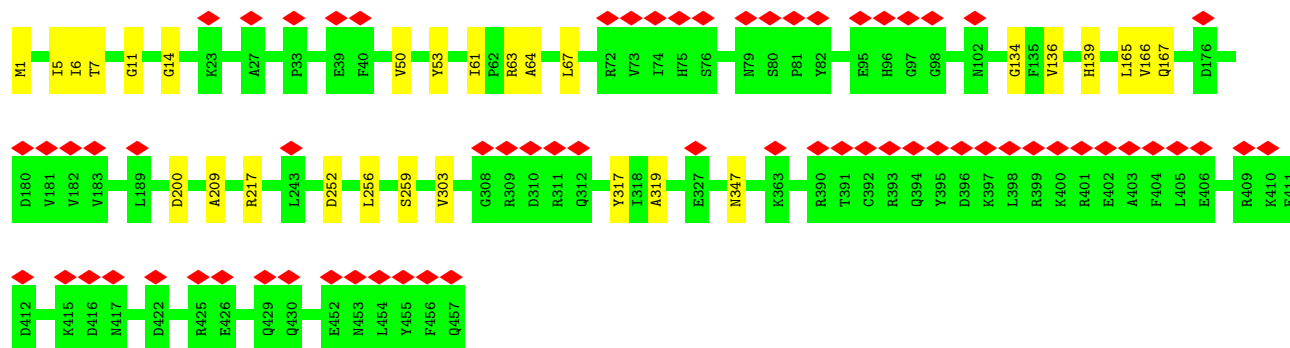 M1 I5 I6 T7 G11 G14 K23 A27 P33 E39 F40 V50 Y53 I61 P62 R63 A64 L67 R72 V73 I74 H75 S76 N79 S80 P81 Y82 E95 H96 G97 G98 N102 G134 F135 V136 H139 L165 V166 Q167 D176
D180 V181 V182 V183 L189 D200 A209 R217 L243 D252 L256 S259 V303 G308 R309 D310 R311 Q312 Y317 I318 A319 E327 N347 K363 R390 T391 C392 R393 Q394 Y395 D396 K397 L398 R399 K400 R401 E402 A403 F404 L405 E406 R409 K410 E411
D412 K415 D416 N417 D422 R425 E426 Q429 Q430 E452 N453 L454 Y455 F456 Q457